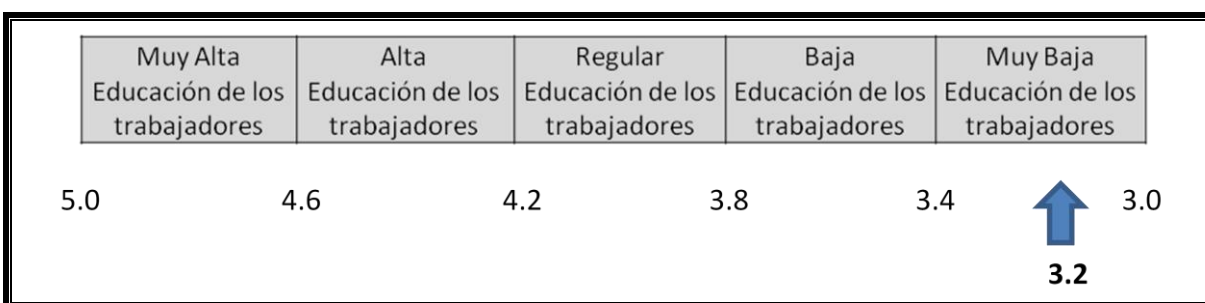 Muy Alta Alta Regular Baja Muy Baja
Educación de los Educación de los Educación de los Educación de los Educación de los
trabajadores trabajadores trabajadores trabajadores trabajadores
5.0 4.6 4.2 3.8 3.4 3.0
3.2